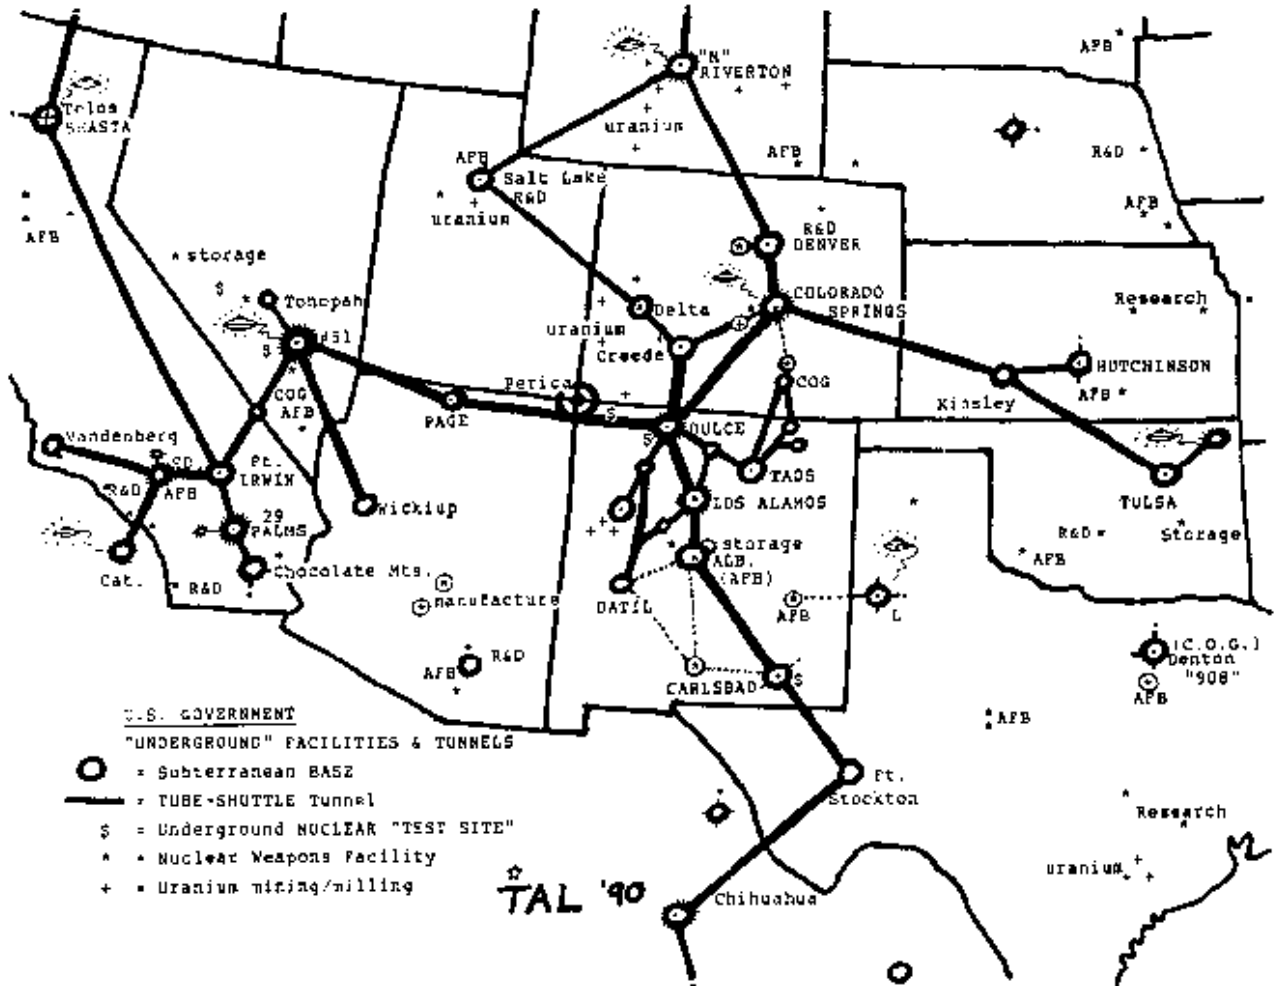 "N"
RIVERTON
AFB
Telos
SHASTA
uranium
AFB
Salt Lake
R&D
uranium
AFB
R&D
AFB
AFB
storage
$
R&D
DENVER
Tonopah
COLORADO
SPRINGS
Research
Delta
uranium
Creede
$
HUTCHINSON
AFB
Kinsley
Perica
COG
COG
AFB
PAGE
$
$
DULCE
Vandenberg
Ft.
IRWIN
AFB
R&D
TAOS
TULSA
LOS ALAMOS
Wickiup
29
PALMS
storage
ALB.
(AFB)
R&D
Storage
AFB
Cat.
Chocolate Mts.
R&D
manufacture
DATIL
AFB
L
R&D
AFB
CARLSBAD
$
(C.O.G.)
Denton
"908"
AFB
AFB
U.S. GOVERNMENT
"UNDERGROUND" FACILITIES & TUNNELS
= Subterranean BASE
= TUBE-SHUTTLE Tunnel
$ = Underground NUCLEAR "TEST SITE"
* = Nuclear Weapons Facility
+ = Uranium mining/milling
Ft.
Stockton
Research
uranium
TAL '90
Chihuahua